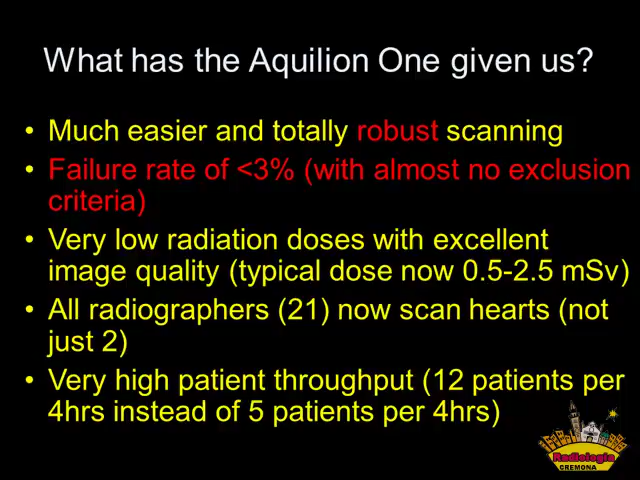 What has the Aquilion One given us?
• Much easier and totally robust scanning
• Failure rate of <3% (with almost no exclusion
criteria)
• Very low radiation doses with excellent
image quality (typical dose now 0.5-2.5 mSv)
• All radiographers (21) now scan hearts (not
just 2)
• Very high patient throughput (12 patients per
4hrs instead of 5 patients per 4hrs)
Radiologia
CREMONA